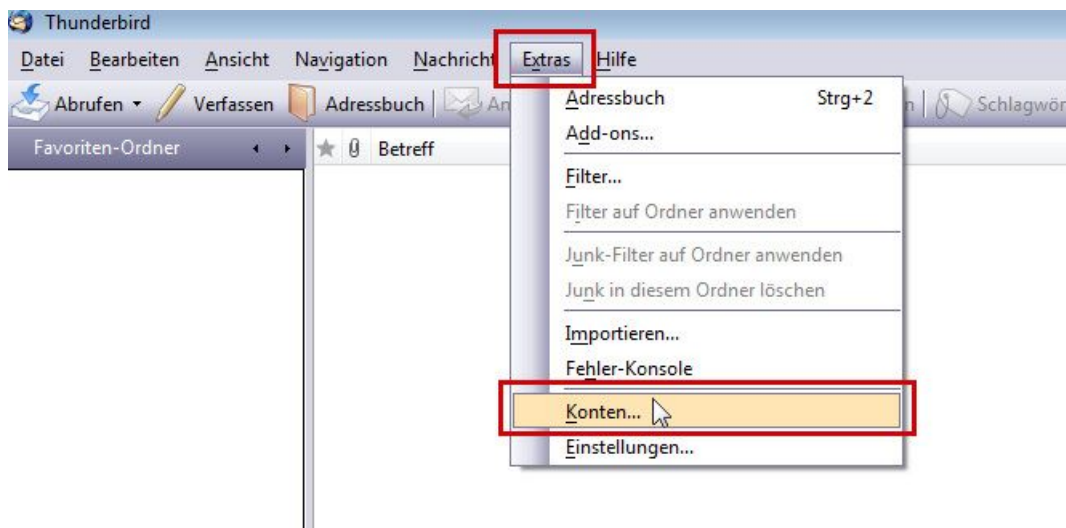 Thunderbird
Datei Bearbeiten Ansicht Navigation Nachricht Extras Hilfe
Abrufen Verfassen Adressbuch
Favoriten-Ordner Betreff
Adressbuch Strg+2
Add-ons...
Filter...
Filter auf Ordner anwenden
Junk-Filter auf Ordner anwenden
Junk in diesem Ordner löschen
Importieren...
Fehler-Konsole
Konten...
Einstellungen...